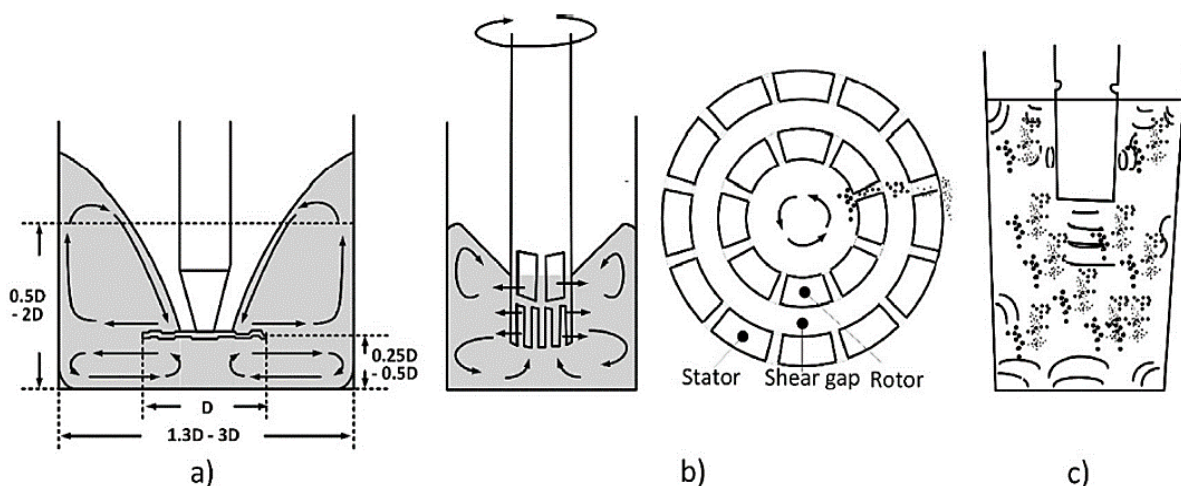 0.5D
- 2D
0.25D
- 0.5D
D
1.3D - 3D
Stator
Shear gap
Rotor
a)
b)
c)